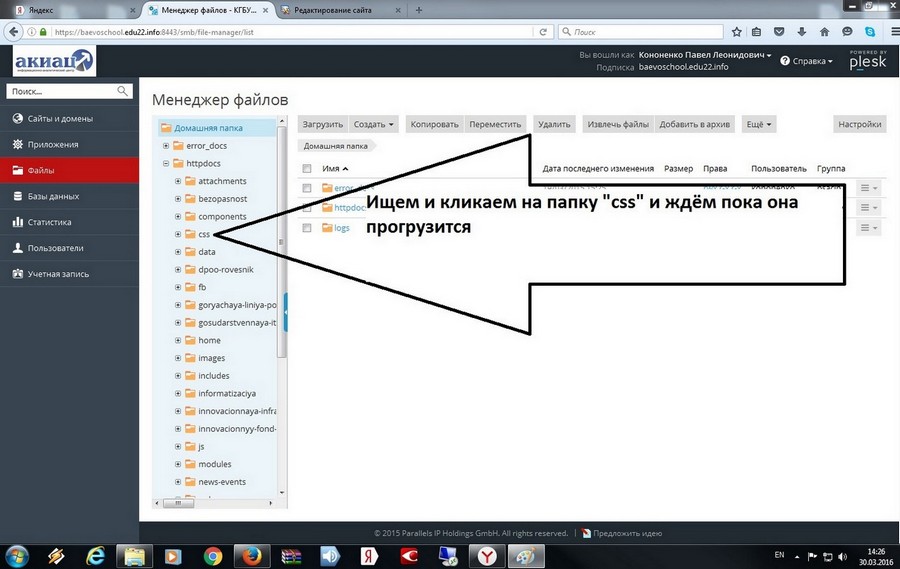 Яндекс
Менеджер файлов - КГБУ...
Редактирование сайта
https://baevoschool.edu22.info:8443/smb/file-manager/list
Поиск
акиац
Вы вошли как Кононенко Павел Леонидович
Подписка baevoschool.edu22.info
Справка
POWERED BY
plesk
Поиск...
Сайты и домены
Приложения
Файлы
Базы данных
Статистика
Пользователи
Учетная запись
Менеджер файлов
Домашняя папка
error_docs
httpdocs
attachments
bezopasnost
components
css
data
dpoo-rovesnik
fb
goryachaya-liniya-po
gosudarstvennaya-it
home
images
includes
informatizaciya
innovacionnaya-infra
innovacionnyy-fond-
js
modules
news-events
Загрузить Создать Копировать Переместить Удалить Извлечь файлы Добавить в архив Ещё Настройки
Домашняя папка
Имя Дата последнего изменения Размер Права Пользователь Группа
httpdoc
logs
Ищем и кликаем на папку "css" и ждём пока она
прогрузится
© 2015 Parallels IP Holdings GmbH. All rights reserved. Предложить идею
EN
14:26
30.03.2016